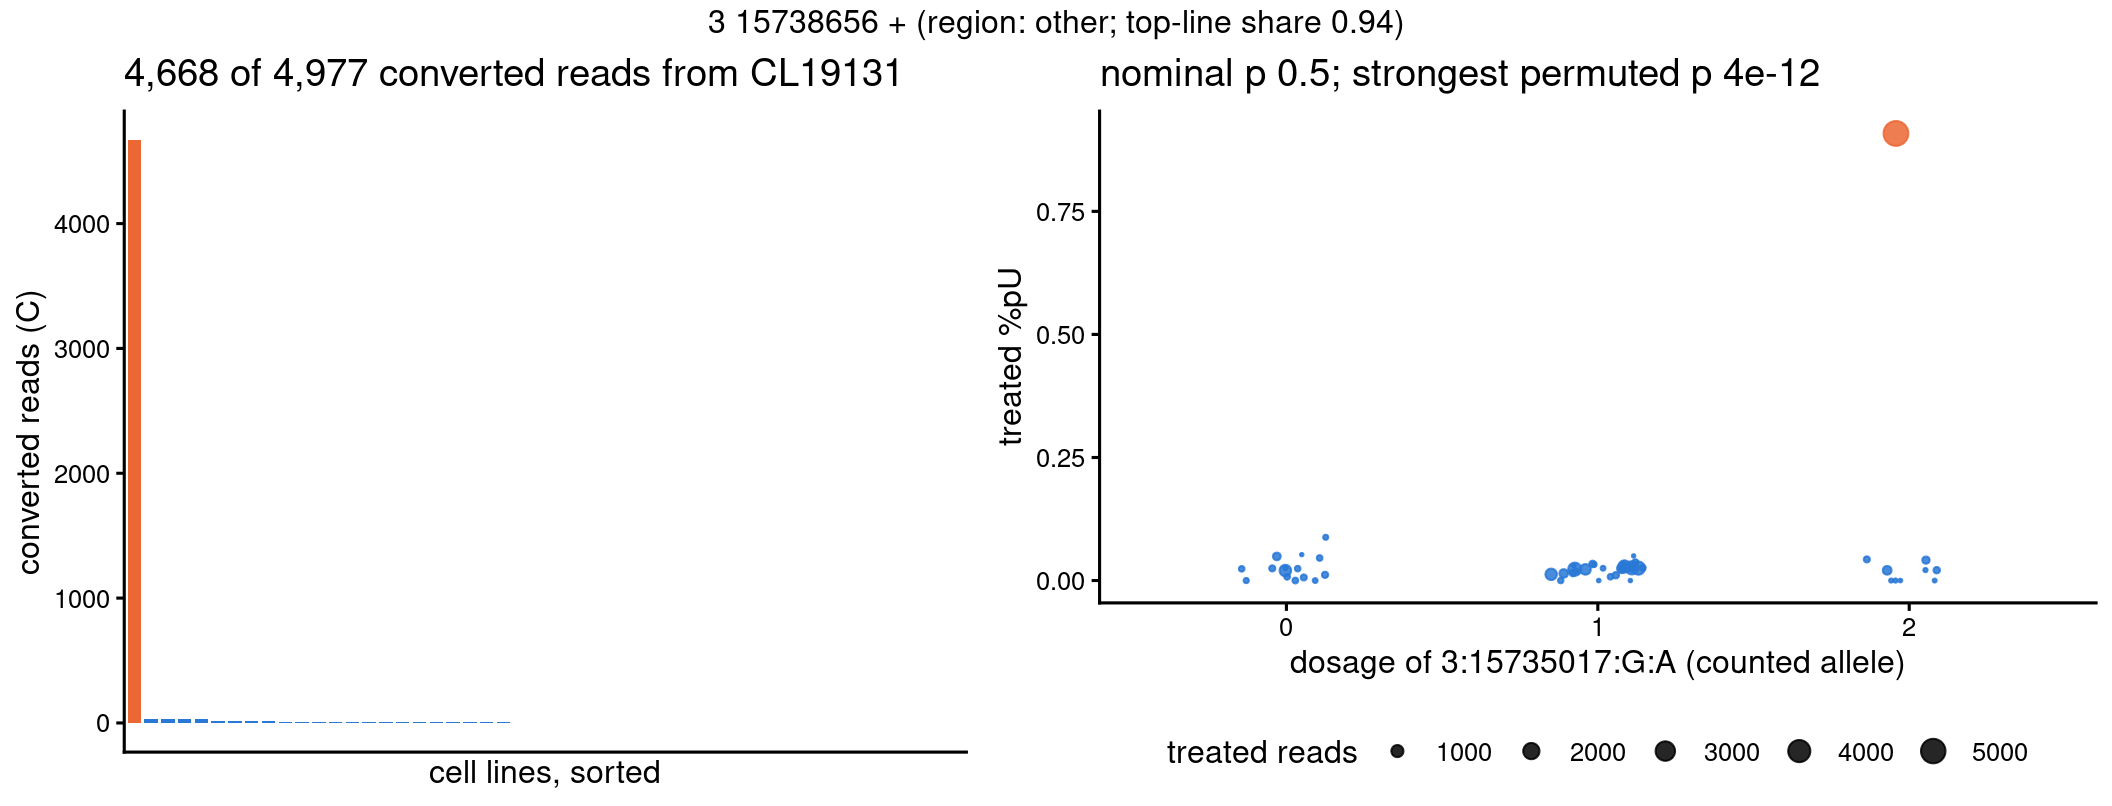 3 15738656 + (region: other; top-line share 0.94)
4,668 of 4,977 converted reads from CL19131
converted reads (C)
4000
3000
2000
1000
0
cell lines, sorted
nominal p 0.5; strongest permuted p 4e-12
treated %pU
0.75
0.50
0.25
0.00
0 1 2
dosage of 3:15735017:G:A (counted allele)
treated reads 1000 2000 3000 4000 5000